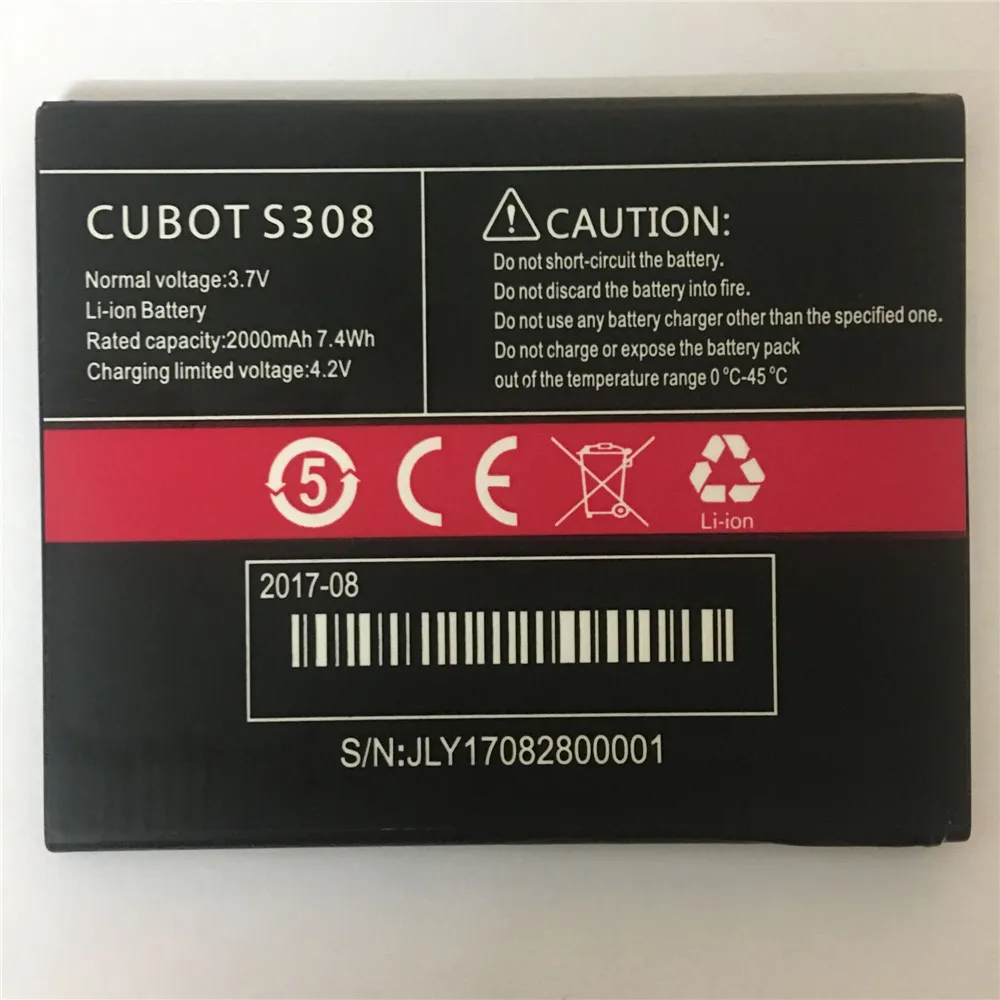 CUBOT S308
Normal voltage:3.7V
Li-ion Battery
Rated capacity:2000mAh 7.4Wh
Charging limited voltage:4.2V
CAUTION:
Do not short-circuit the battery.
Do not discard the battery into fire.
Do not use any battery charger other than the specified one.
Do not charge or expose the battery pack
out of the temperature range 0°C-45°C
5
CE
Li-ion
2017-08
S/N:JLY17082800001